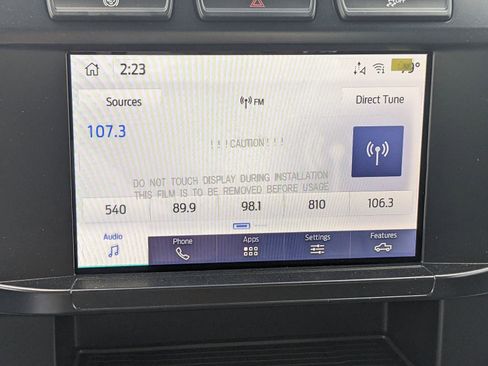 2:23
Sources
FM
Direct Tune
107.3
! ! ! CAUTION ! ! !
DO NOT TOUCH DISPLAY DURING INSTALLATION
THIS FILM IS TO BE REMOVED BEFORE USAGE
540 89.9 98.1 810 106.3
Audio Phone Apps Settings Features